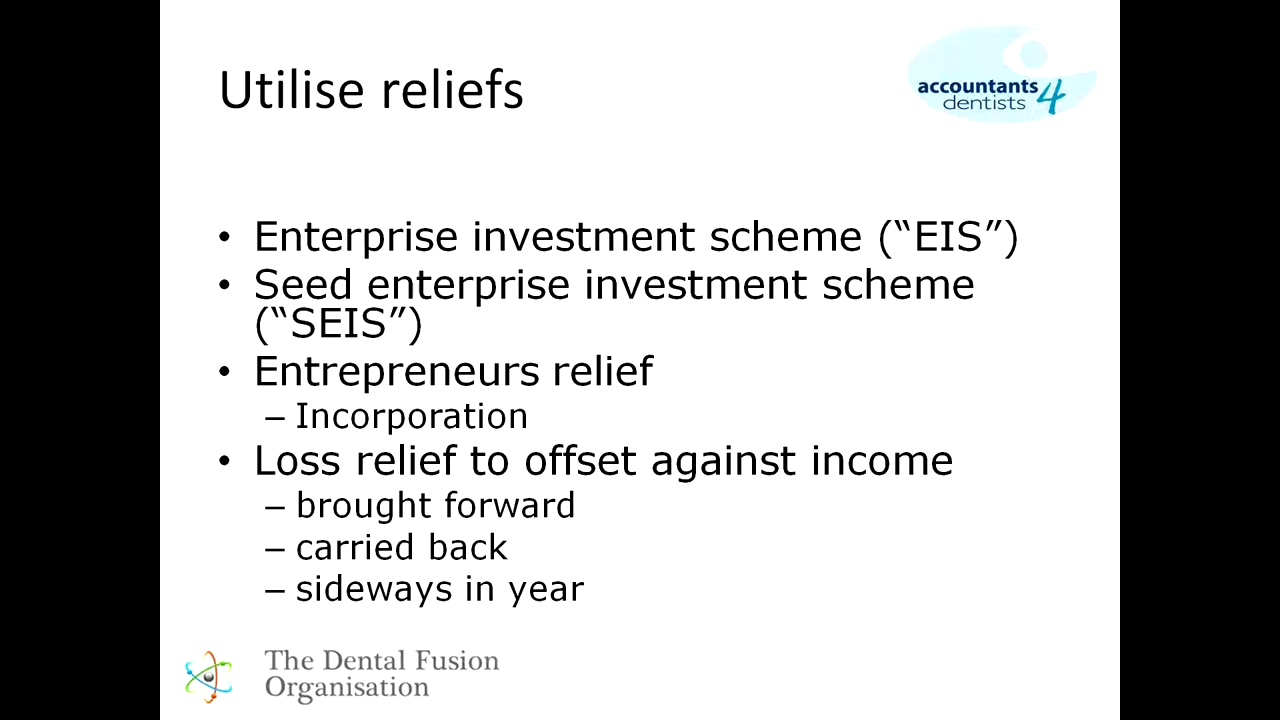 Utilise reliefs
accountants
dentists 4
• Enterprise investment scheme (“EIS”)
• Seed enterprise investment scheme
(“SEIS”)
• Entrepreneurs relief
– Incorporation
• Loss relief to offset against income
– brought forward
– carried back
– sideways in year
The Dental Fusion
Organisation